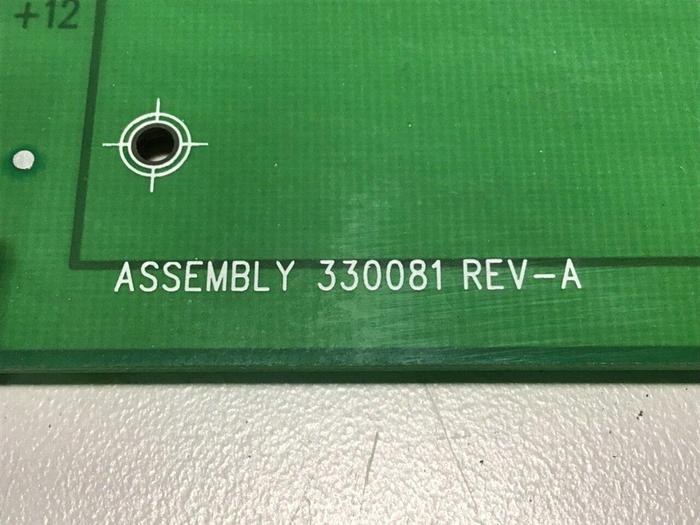 +12
ASSEMBLY 330081 REV-A